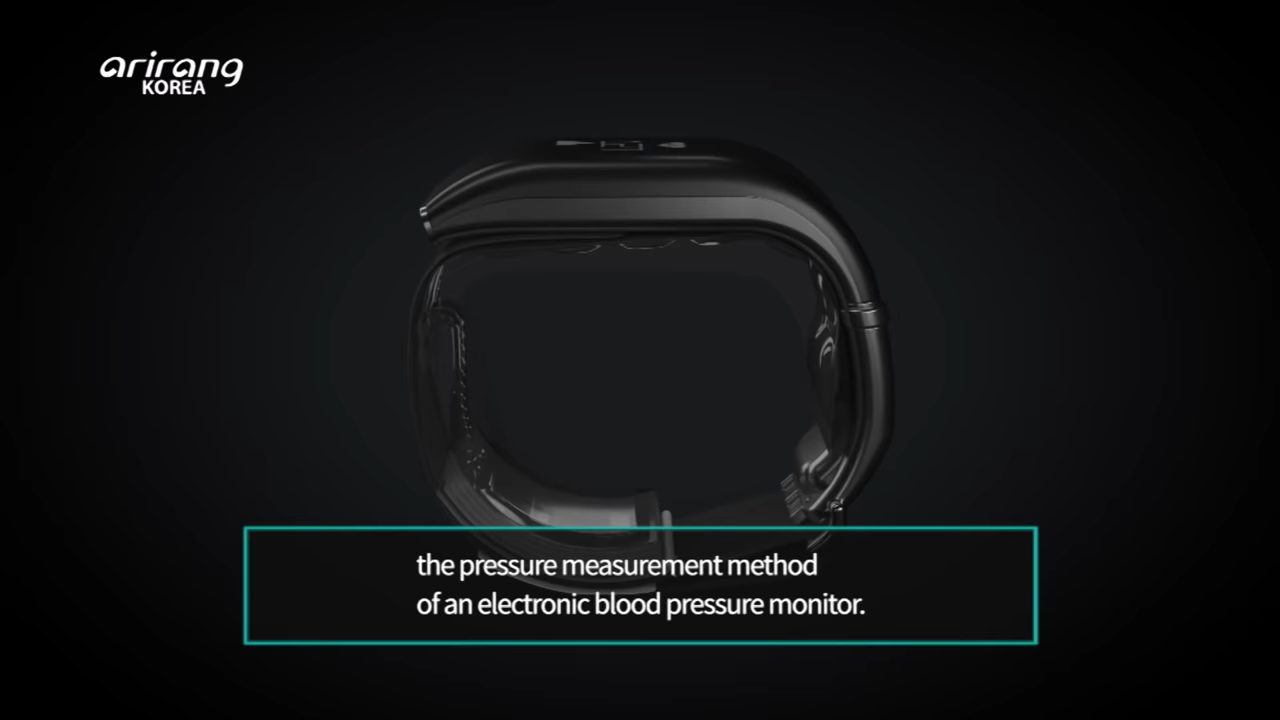 arirang
KOREA
the pressure measurement method
of an electronic blood pressure monitor.